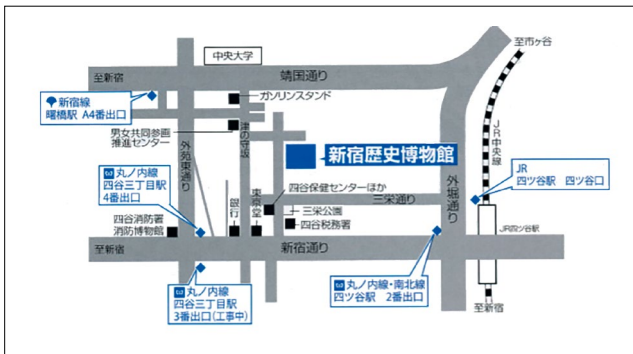 中央大学
至市ヶ谷
至新宿
靖国通り
新宿線
曙橋駅 A4番出口
ガソリンスタンド
男女共同参画
推進センター
津の守坂
外苑東通り
新宿歴史博物館
JR中央線
外堀通り
JR
四ツ谷駅 四ツ谷口
丸ノ内線
四谷三丁目駅
4番出口
四谷保健センターほか
三栄通り
三栄公園
四谷税務署
銀行
東京堂
四谷消防署
消防博物館
至新宿
新宿通り
JR四ツ谷駅
丸ノ内線
四谷三丁目駅
3番出口(工事中)
丸ノ内線・南北線
四ツ谷駅 2番出口
至新宿